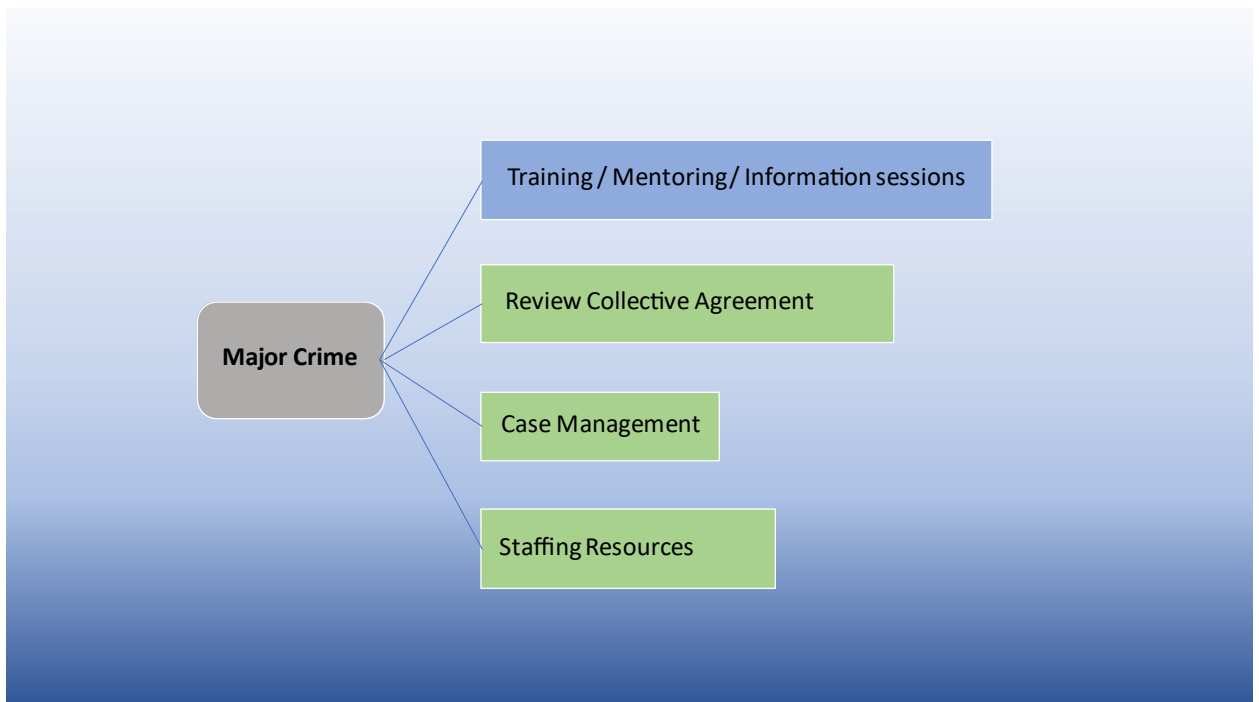 Training / Mentoring / Information sessions
Review Collective Agreement
Major Crime
Case Management
Staffing Resources